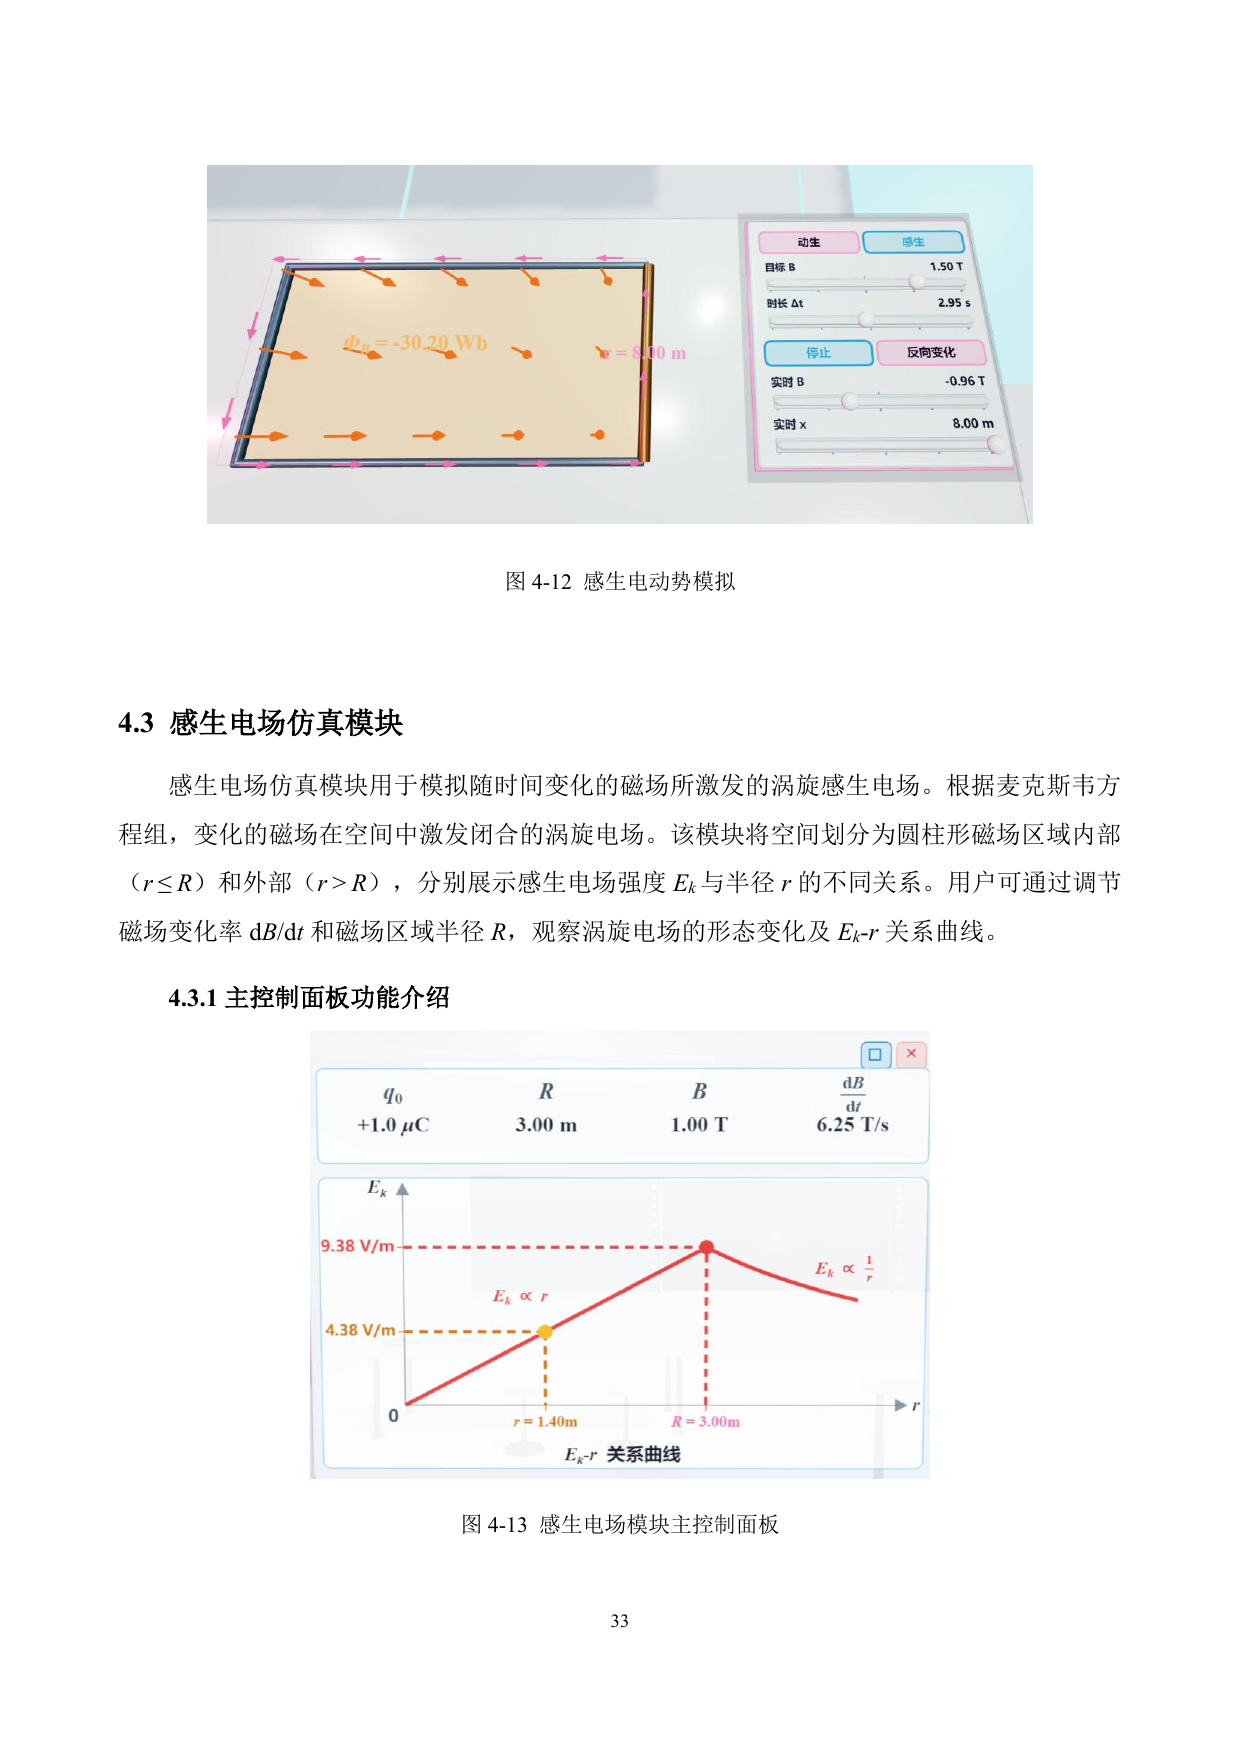 动生 感生
目标 B 1.50 T
时长 Δt 2.95 s
停止 反向变化
实时 B -0.96 T
实时 x 8.00 m
Φ_B = -30.20 Wb
x = 8.00 m
图 4-12 感生电动势模拟
4.3 感生电场仿真模块
感生电场仿真模块用于模拟随时间变化的磁场所激发的涡旋感生电场。根据麦克斯韦方
程组，变化的磁场在空间中激发闭合的涡旋电场。该模块将空间划分为圆柱形磁场区域内部
（r ≤ R）和外部（r > R），分别展示感生电场强度 Eₖ 与半径 r 的不同关系。用户可通过调节
磁场变化率 dB/dt 和磁场区域半径 R，观察涡旋电场的形态变化及 Eₖ-r 关系曲线。
4.3.1 主控制面板功能介绍
q₀ R B dB/dt
+1.0 μC 3.00 m 1.00 T 6.25 T/s
Eₖ
9.38 V/m
Eₖ ∝ 1/r
Eₖ ∝ r
4.38 V/m
0 r
r = 1.40m R = 3.00m
Eₖ-r 关系曲线
图 4-13 感生电场模块主控制面板
33